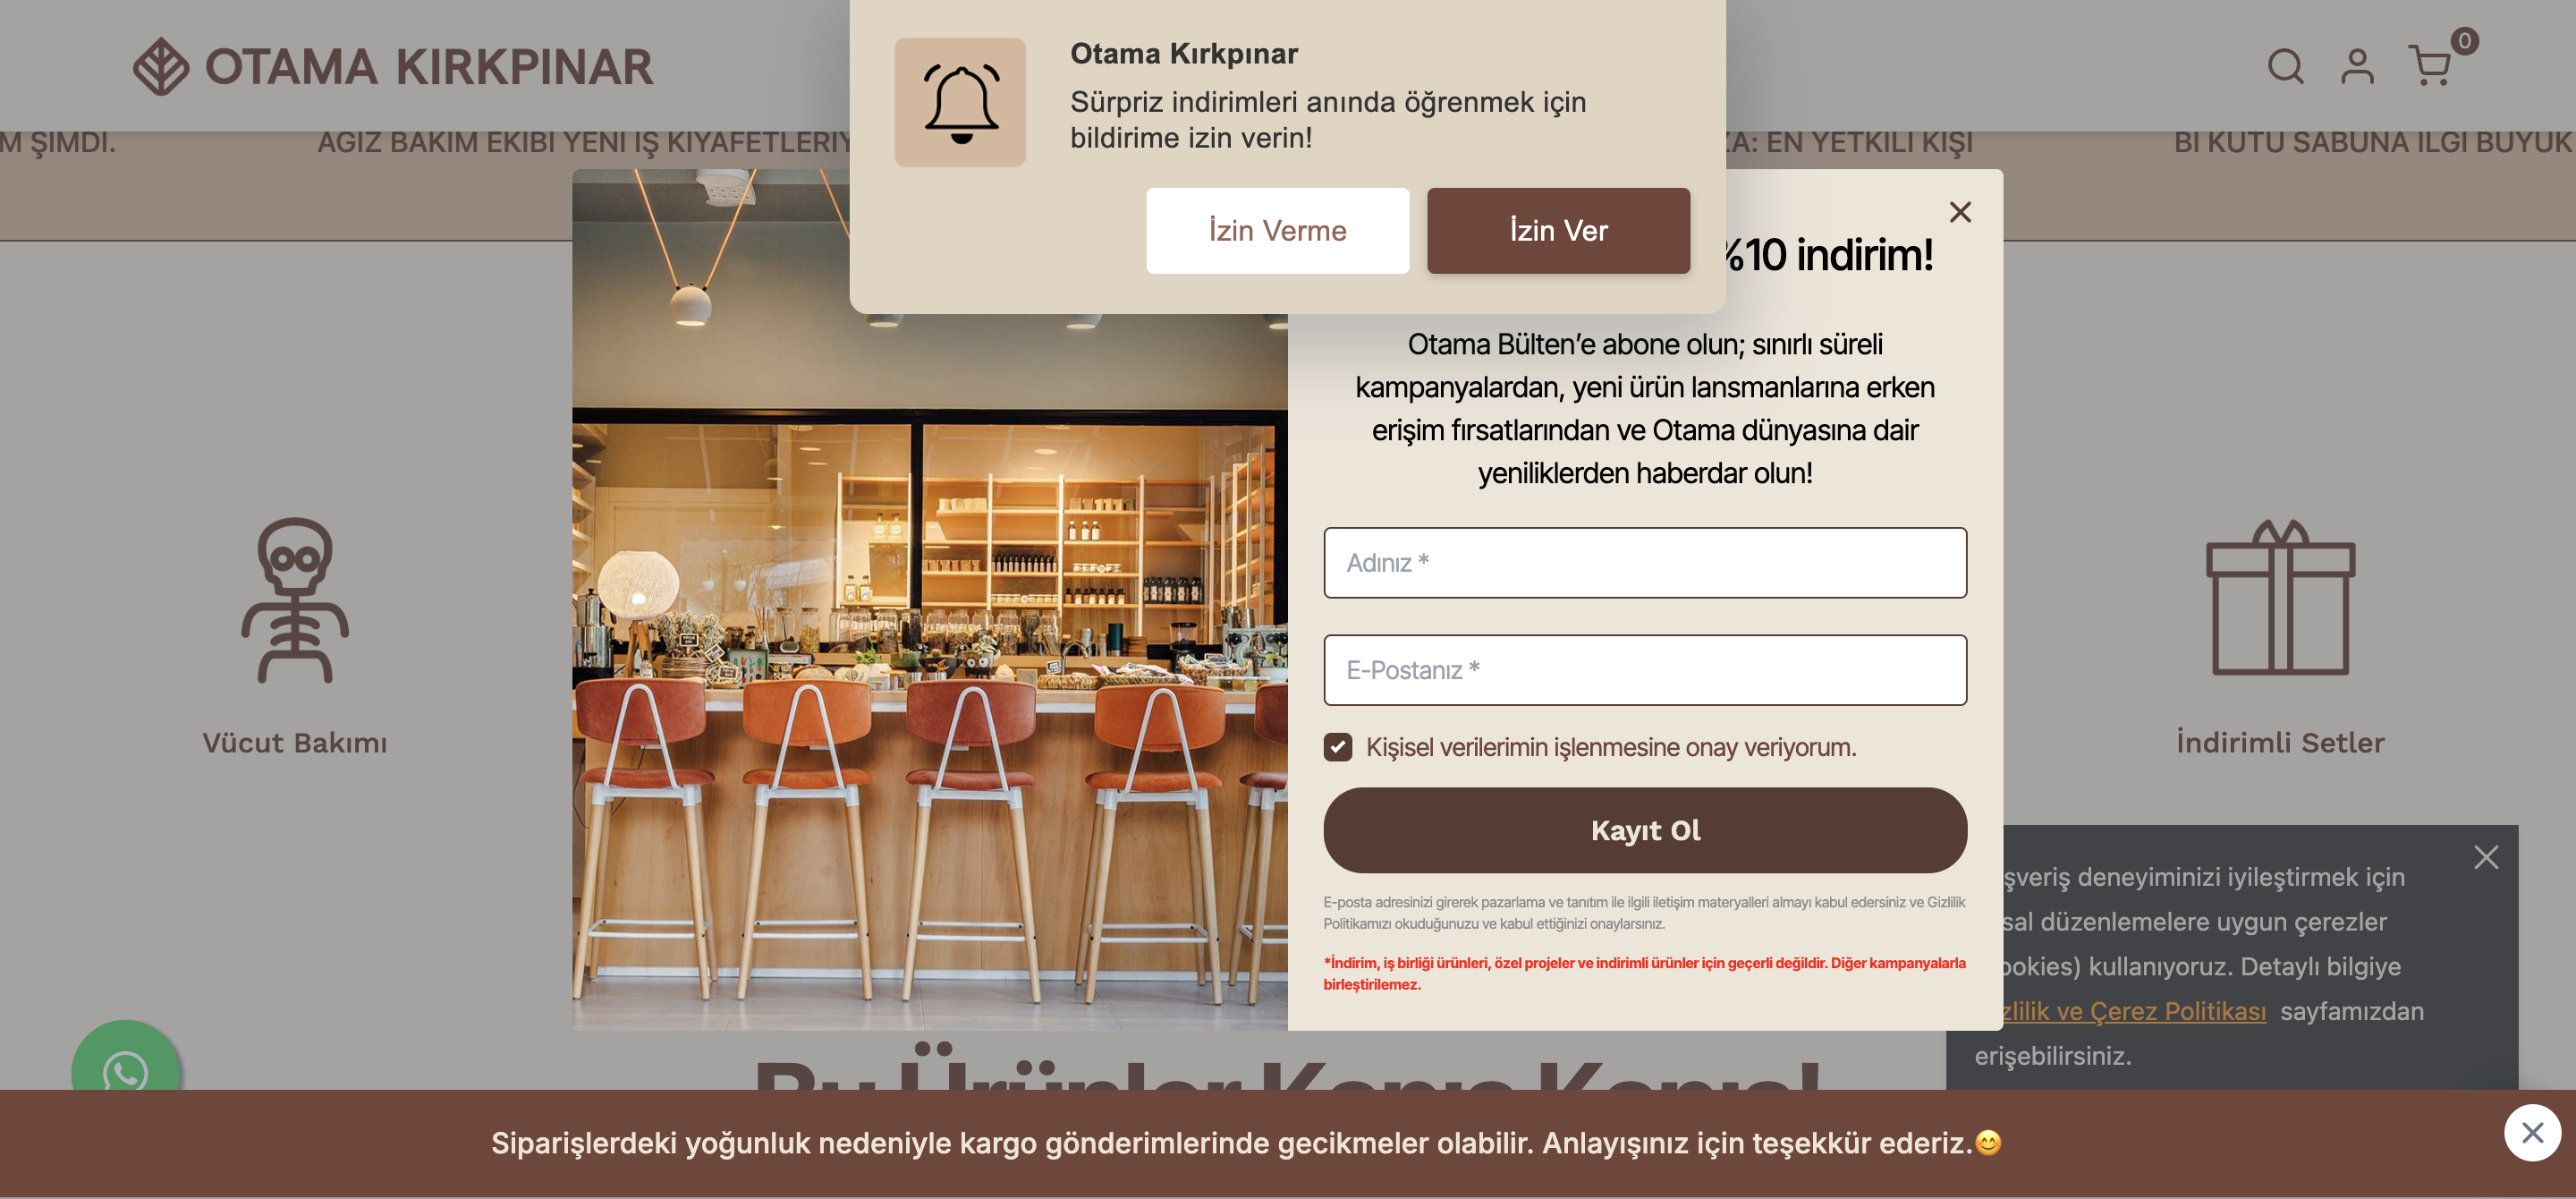 OTAMA KIRKPINAR
0
Otama Kırkpınar
Sürpriz indirimleri anında öğrenmek için
bildirime izin verin!
İzin Verme
İzin Ver
M ŞIMDI.
AĞIZ BAKIM EKIBI YENI IŞ KIYAFETLERIY
ZA: EN YETKILI KIŞI
BI KUTU SABUNA ILGI BÜYÜK
%10 indirim!
Otama Bülten’e abone olun; sınırlı süreli
kampanyalardan, yeni ürün lansmanlarına erken
erişim fırsatlarından ve Otama dünyasına dair
yeniliklerden haberdar olun!
Adınız *
E-Postanız *
Kişisel verilerimin işlenmesine onay veriyorum.
Kayıt Ol
E-posta adresinizi girerek pazarlama ve tanıtım ile ilgili iletişim materyalleri almayı kabul edersiniz ve Gizlilik
Politikamızı okuduğunuzu ve kabul ettiğinizi onaylarsınız.
*İndirim, iş birliği ürünleri, özel projeler ve indirimli ürünler için geçerli değildir. Diğer kampanyalarla
birleştirilemez.
Vücut Bakımı
İndirimli Setler
şveriş deneyiminizi iyileştirmek için
sal düzenlemelere uygun çerezler
ookies) kullanıyoruz. Detaylı bilgiye
zlilik ve Çerez Politikası sayfamızdan
erişebilirsiniz.
Bu Ürünler Kapış Kapış!
Siparişlerdeki yoğunluk nedeniyle kargo gönderimlerinde gecikmeler olabilir. Anlayışınız için teşekkür ederiz.😊